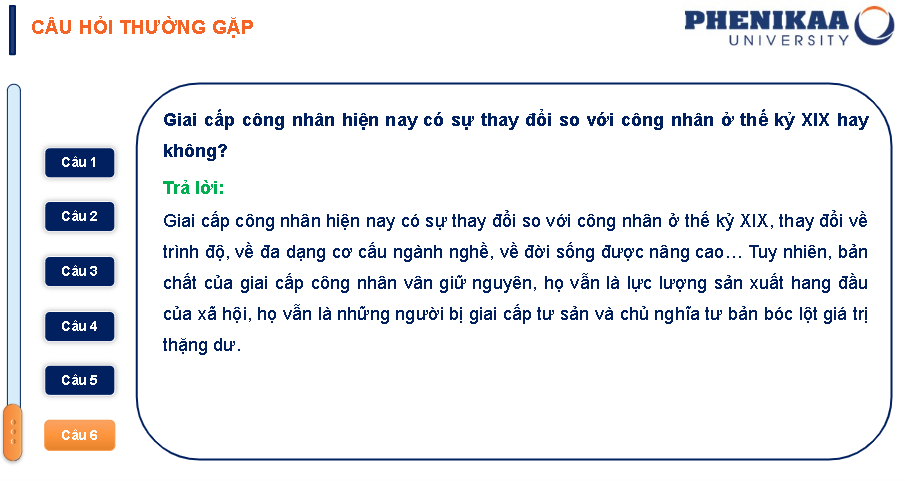 CÂU HỎI THƯỜNG GẶP
PHENIKAA
UNIVERSITY
Giai cấp công nhân hiện nay có sự thay đổi so với công nhân ở thế kỷ XIX hay
không?
Trả lời:
Giai cấp công nhân hiện nay có sự thay đổi so với công nhân ở thế kỷ XIX, thay đổi về
trình độ, về đa dạng cơ cấu ngành nghề, về đời sống được nâng cao… Tuy nhiên, bản
chất của giai cấp công nhân vân giữ nguyên, họ vẫn là lực lượng sản xuất hang đầu
của xã hội, họ vẫn là những người bị giai cấp tư sản và chủ nghĩa tư bản bóc lột giá trị
thặng dư.
Câu 1
Câu 2
Câu 3
Câu 4
Câu 5
Câu 6